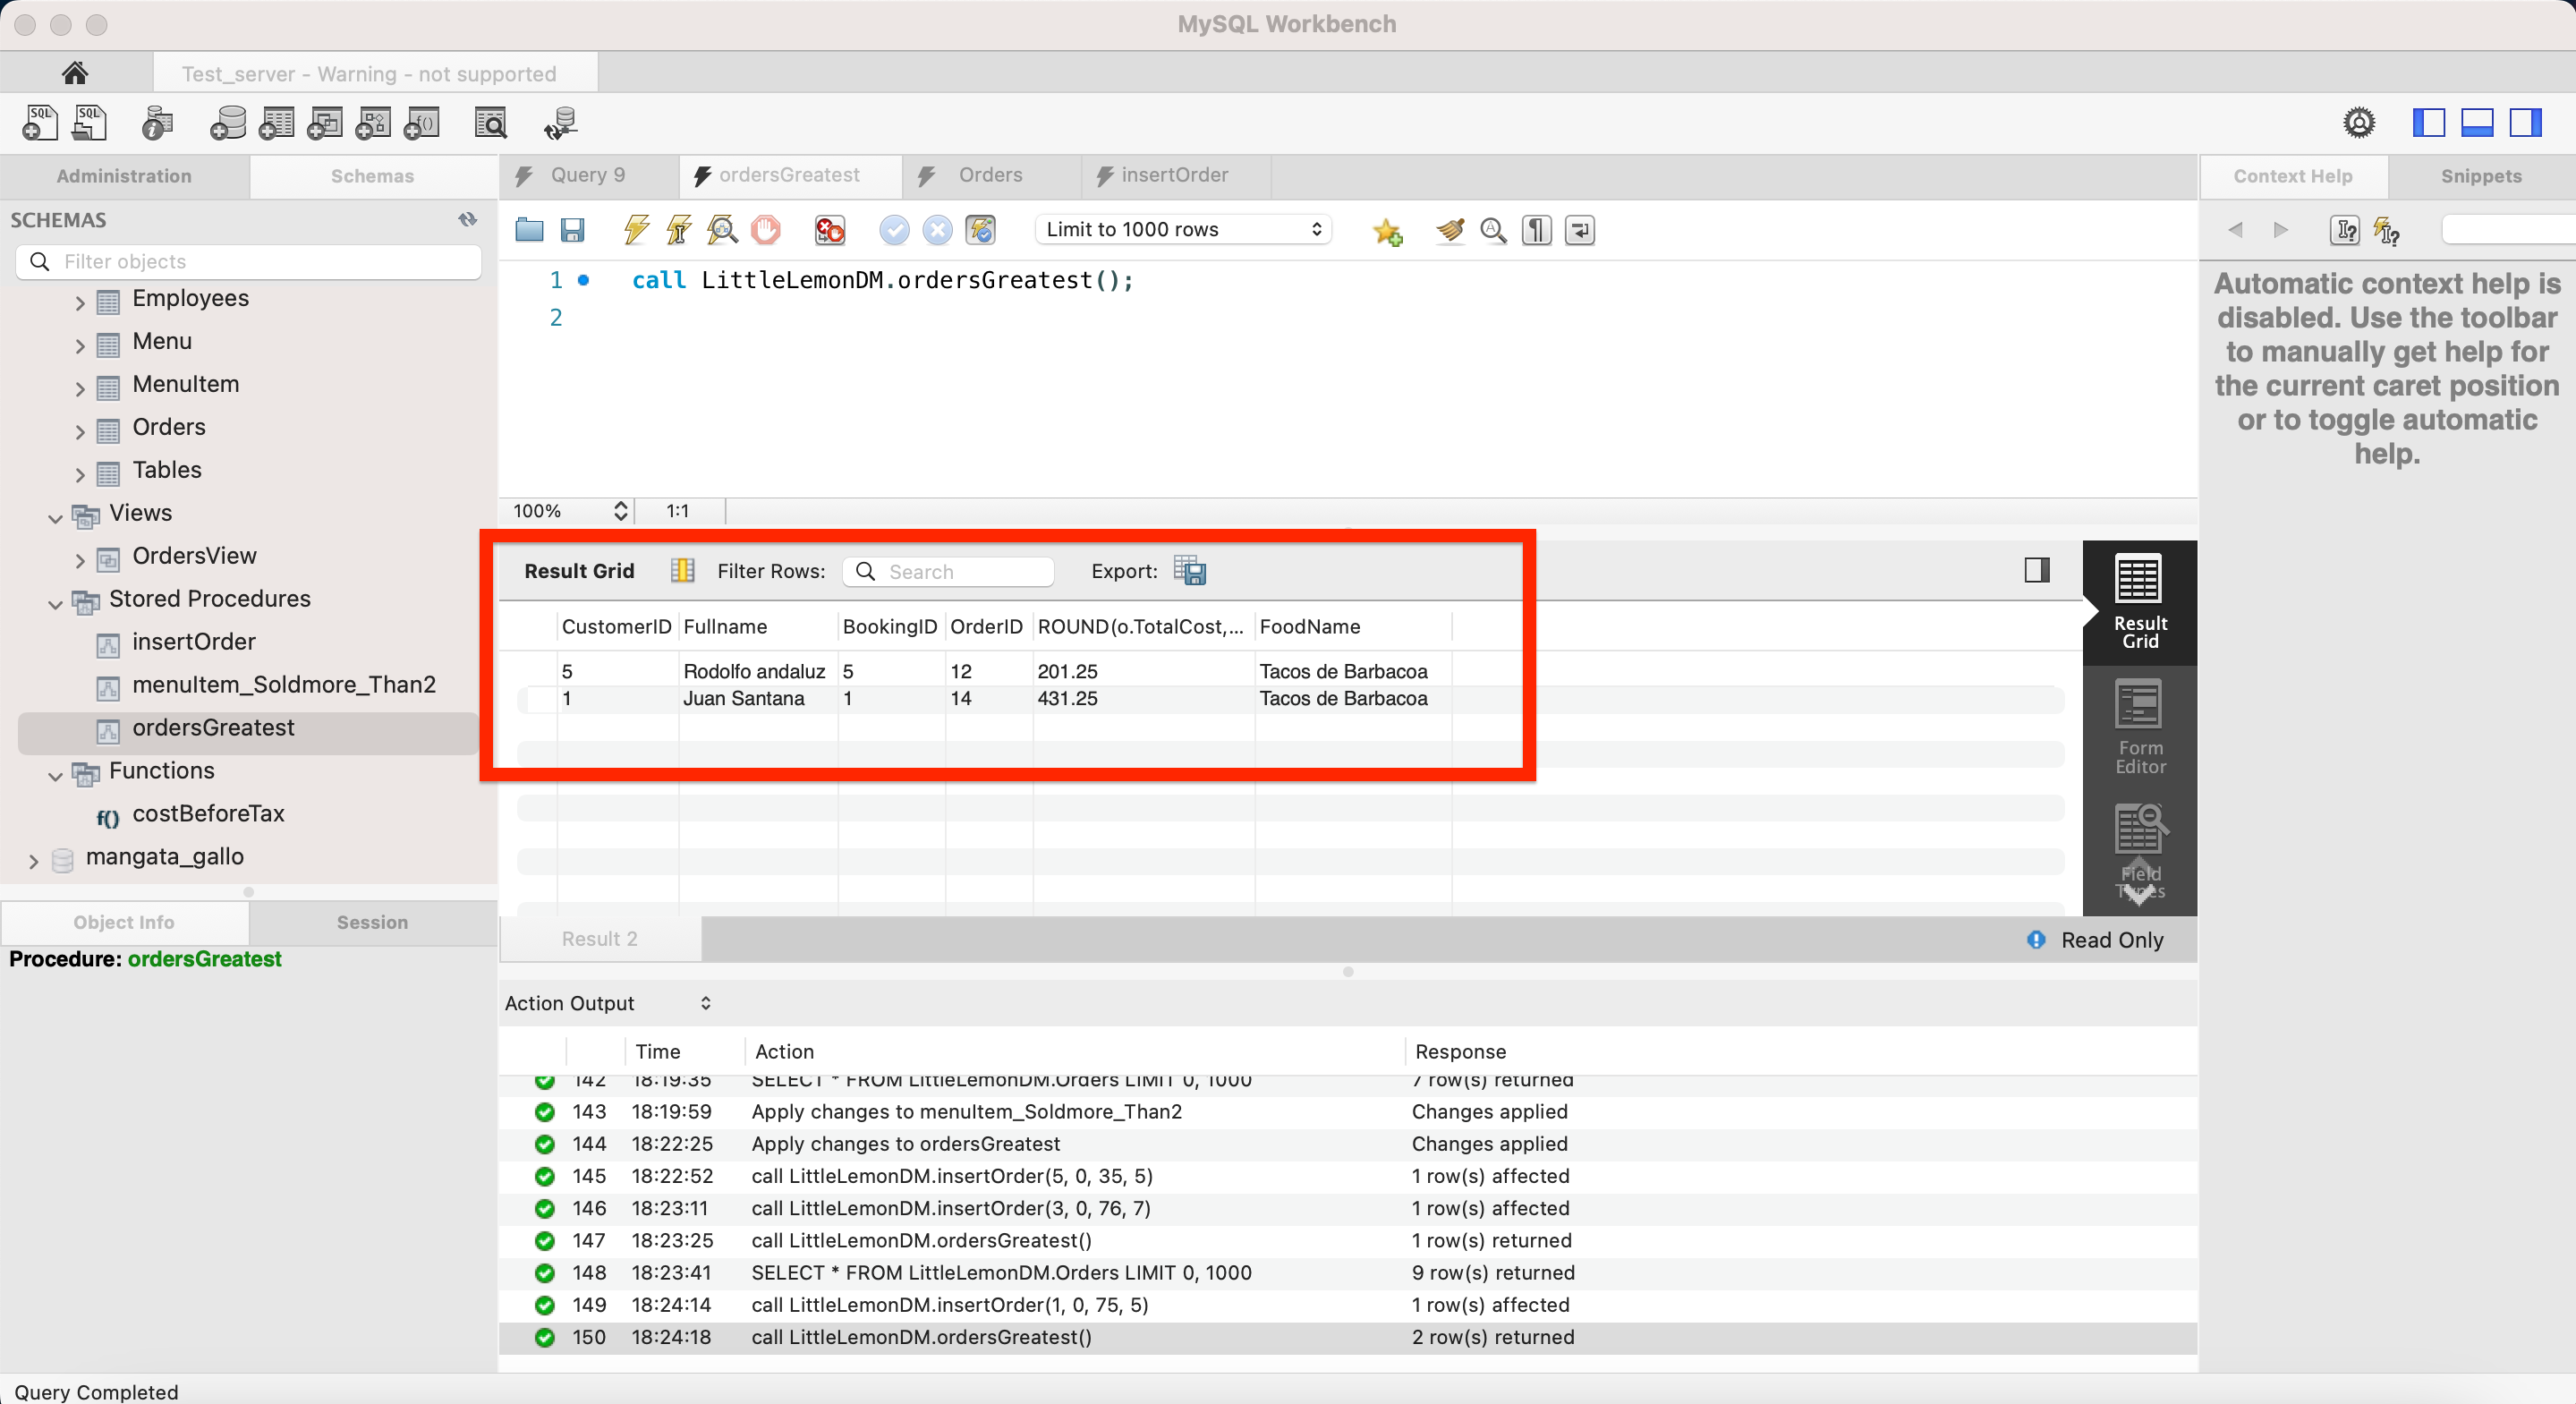 MySQL Workbench
Test_server - Warning - not supported
SQL SQL
Administration Schemas
Query 9 ordersGreatest Orders insertOrder
Context Help Snippets
SCHEMAS
Filter objects
Limit to 1000 rows
Employees
Menu
MenuItem
Orders
Tables
Views
OrdersView
Stored Procedures
insertOrder
menuItem_Soldmore_Than2
ordersGreatest
Functions
f() costBeforeTax
mangata_gallo
Object Info Session
Procedure: ordersGreatest
1 call LittleLemonDM.ordersGreatest();
2
100% 1:1
Result Grid Filter Rows: Search Export:
CustomerID Fullname BookingID OrderID ROUND(o.TotalCost,... FoodName
5 Rodolfo andaluz 5 12 201.25 Tacos de Barbacoa
1 Juan Santana 1 14 431.25 Tacos de Barbacoa
Result
Grid
Form
Editor
Field
Types
Result 2 Read Only
Action Output
Time Action Response
142 18:19:35 SELECT * FROM LittleLemonDM.Orders LIMIT 0, 1000 7 row(s) returned
143 18:19:59 Apply changes to menuItem_Soldmore_Than2 Changes applied
144 18:22:25 Apply changes to ordersGreatest Changes applied
145 18:22:52 call LittleLemonDM.insertOrder(5, 0, 35, 5) 1 row(s) affected
146 18:23:11 call LittleLemonDM.insertOrder(3, 0, 76, 7) 1 row(s) affected
147 18:23:25 call LittleLemonDM.ordersGreatest() 1 row(s) returned
148 18:23:41 SELECT * FROM LittleLemonDM.Orders LIMIT 0, 1000 9 row(s) returned
149 18:24:14 call LittleLemonDM.insertOrder(1, 0, 75, 5) 1 row(s) affected
150 18:24:18 call LittleLemonDM.ordersGreatest() 2 row(s) returned
Automatic context help is
disabled. Use the toolbar
to manually get help for
the current caret position
or to toggle automatic
help.
Query Completed